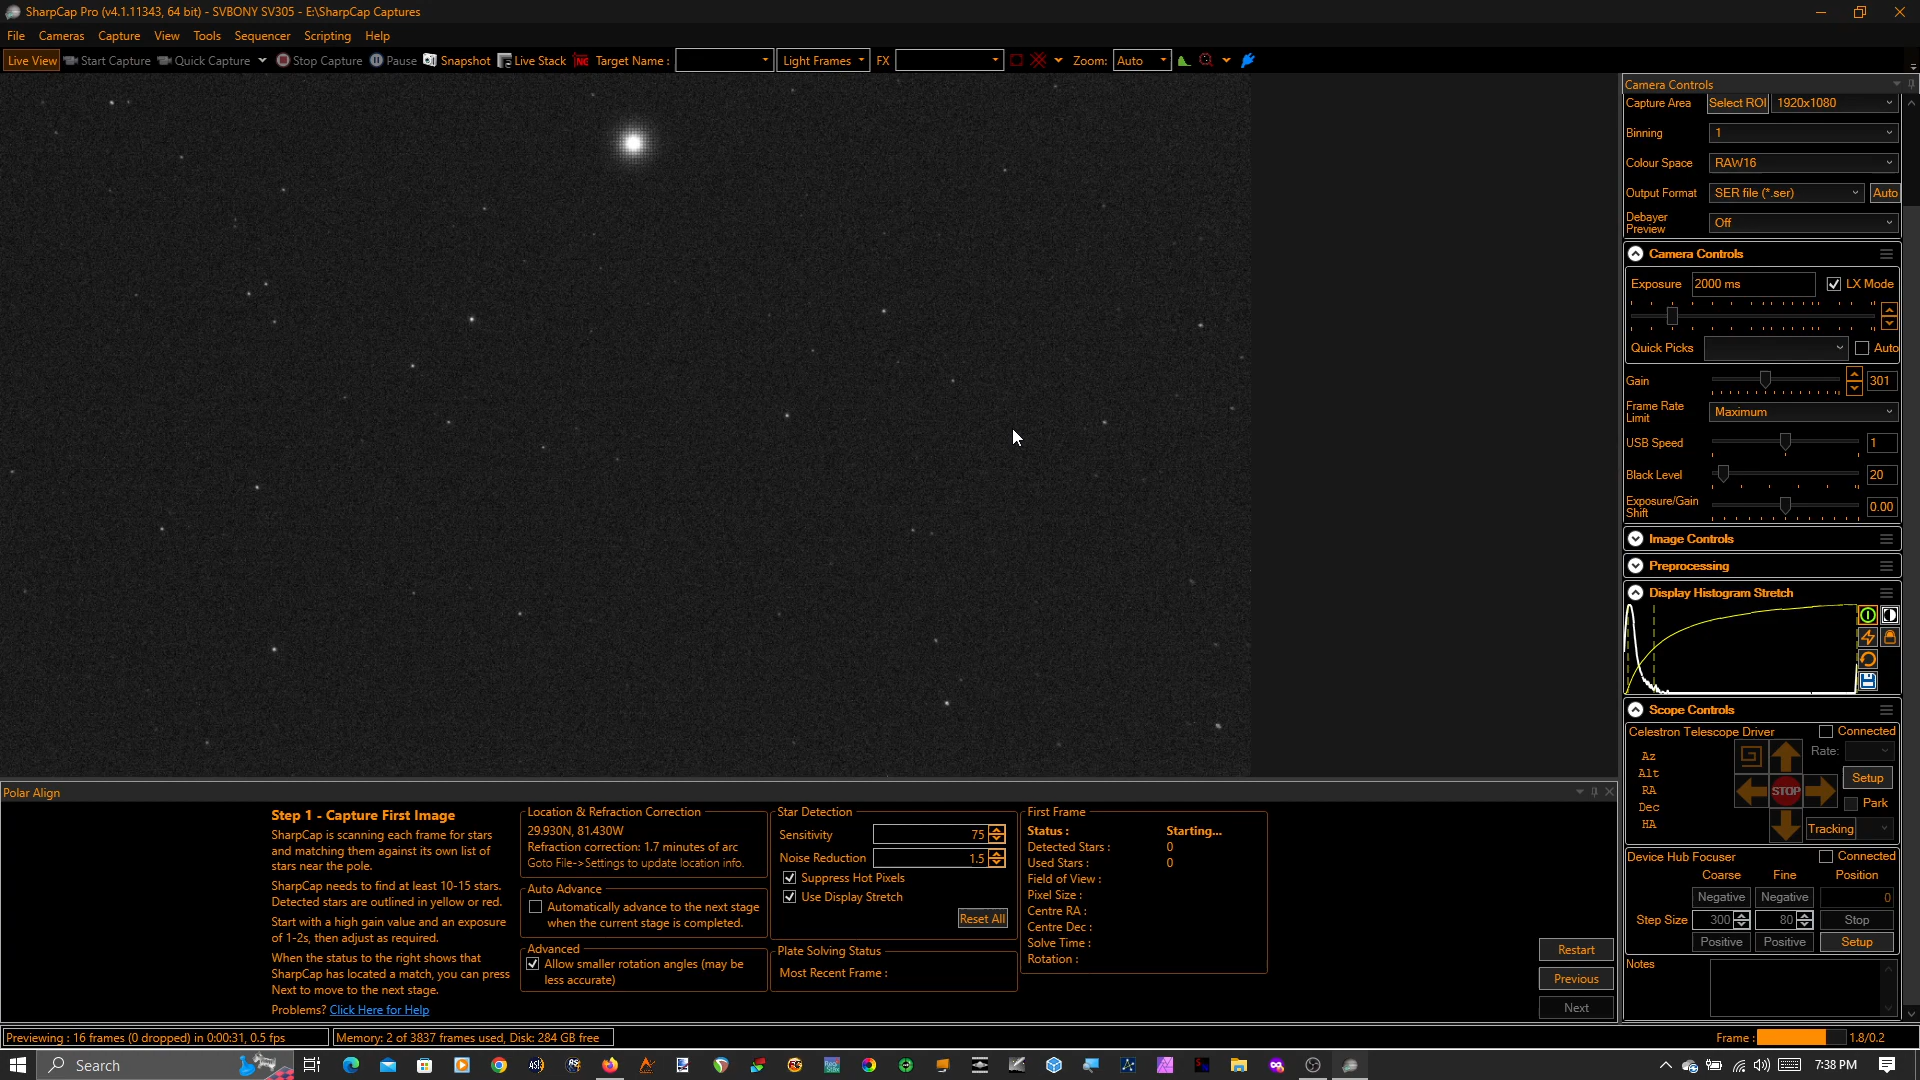 SharpCap Pro (v4.1.11343, 64 bit) - SVBONY SV305 - E:\SharpCap Captures
File Cameras Capture View Tools Sequencer Scripting Help
Live View Start Capture Quick Capture Stop Capture Pause Snapshot Live Stack Target Name : Light Frames FX Zoom: Auto
Camera Controls
Capture Area Select ROI 1920x1080
Binning 1
Colour Space RAW16
Output Format SER file (*.ser) Auto
Debayer Preview Off
Camera Controls
Exposure 2000 ms LX Mode
Quick Picks Auto
Gain 301
Frame Rate Limit Maximum
USB Speed 1
Black Level 20
Exposure/Gain Shift 0.00
Image Controls
Preprocessing
Display Histogram Stretch
Scope Controls
Celestron Telescope Driver Connected
Az Rate:
Alt Setup
RA STOP
Dec Park
HA Tracking
Device Hub Focuser Connected
Coarse Fine Position
Negative Negative 0
Step Size 300 80 Stop
Positive Positive Setup
Notes
Polar Align
Step 1 - Capture First Image
SharpCap is scanning each frame for stars
and matching them against its own list of
stars near the pole.
SharpCap needs to find at least 10-15 stars.
Detected stars are outlined in yellow or red.
Start with a high gain value and an exposure
of 1-2s, then adjust as required.
When the status to the right shows that
SharpCap has located a match, you can press
Next to move to the next stage.
Problems? Click Here for Help
Location & Refraction Correction
29.930N, 81.430W
Refraction correction: 1.7 minutes of arc
Goto File->Settings to update location info.
Auto Advance
Automatically advance to the next stage
when the current stage is completed.
Advanced
Allow smaller rotation angles (may be
less accurate)
Star Detection
Sensitivity 75
Noise Reduction 1.5
Suppress Hot Pixels
Use Display Stretch
Reset All
Plate Solving Status
Most Recent Frame :
First Frame
Status : Starting...
Detected Stars : 0
Used Stars : 0
Field of View :
Pixel Size :
Centre RA :
Centre Dec :
Solve Time :
Rotation :
Restart
Previous
Next
Previewing : 16 frames (0 dropped) in 0:00:31, 0.5 fps Memory: 2 of 3837 frames used, Disk: 284 GB free Frame : 1.8/0.2
Search 7:38 PM